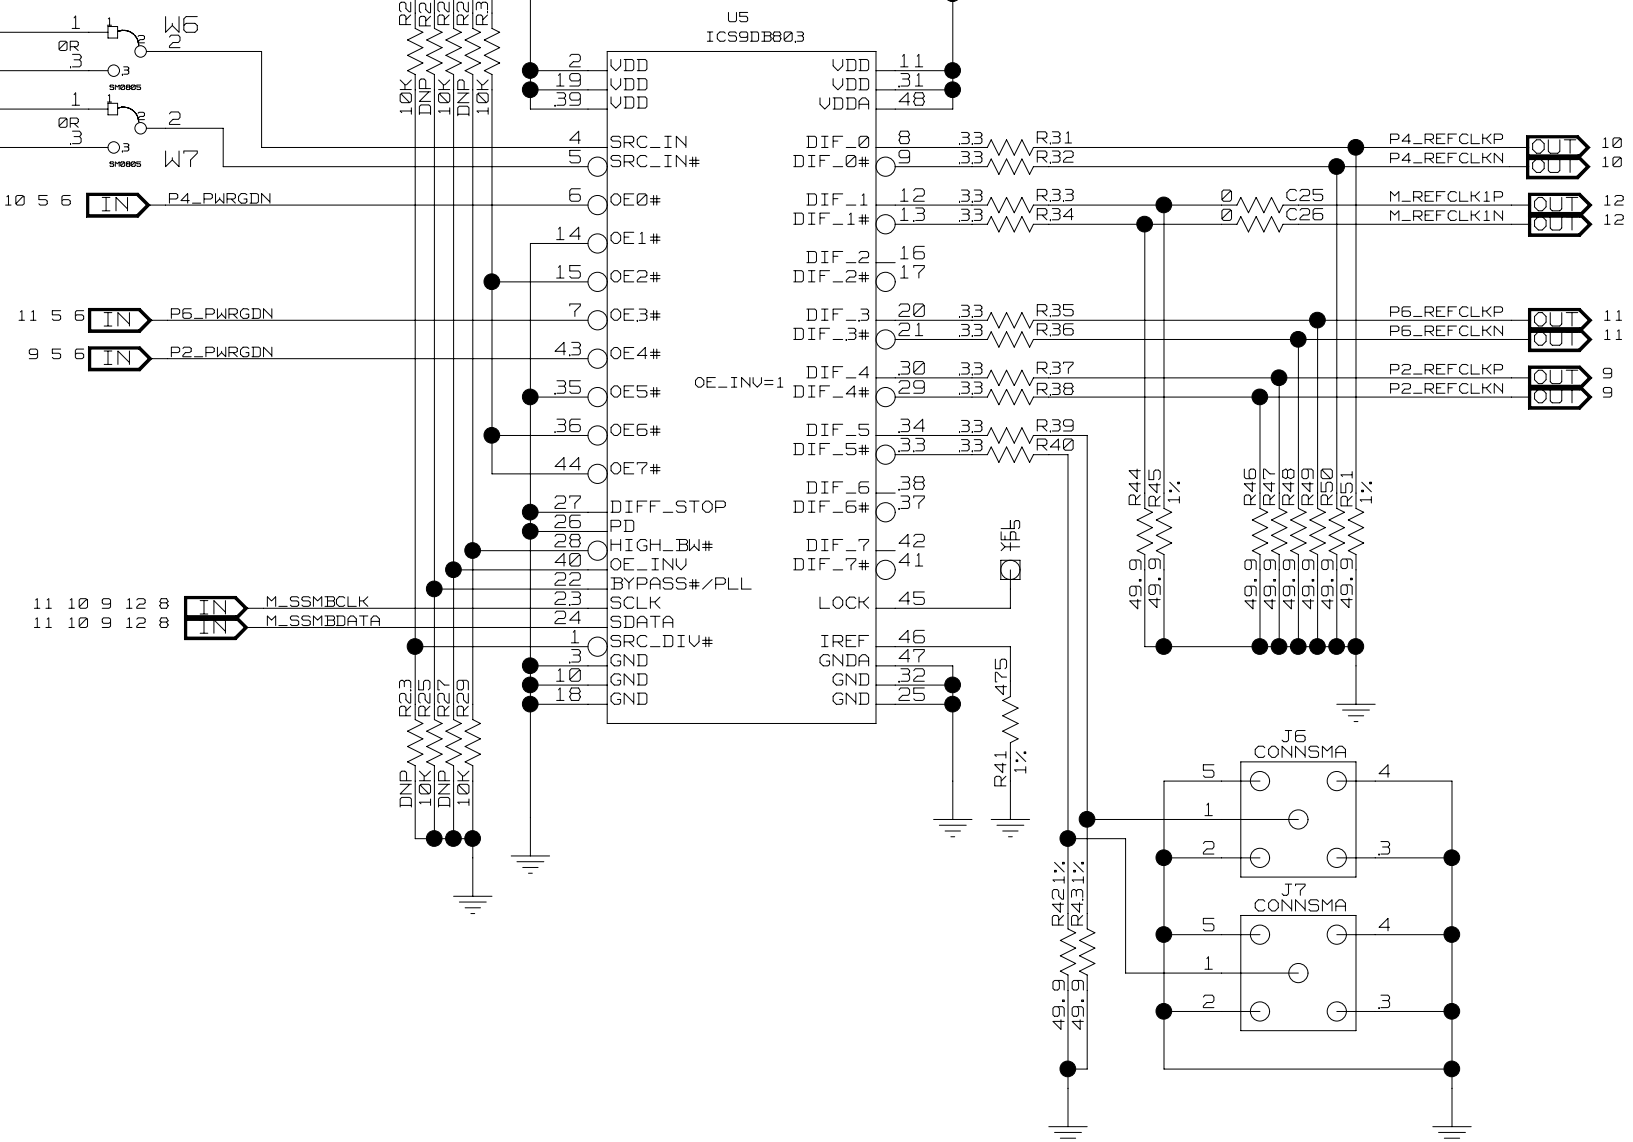 U5
ICS9DB803
1 1 W6
0R 2 2
3 3
SM0805
1 1
0R 2 2
3 3
SM0805 W7
10K
DNP
10K
DNP
10K
2 VDD VDD 11
19 VDD VDD 31
39 VDD VDDA 48
4 SRC_IN DIF_0 8 33 R31 P4_REFCLKP OUT 10
5 SRC_IN# DIF_0# 9 33 R32 P4_REFCLKN OUT 10
10 5 6 IN P4_PWRGDN 6 OE0# DIF_1 12 33 R33 0 C25 M_REFCLK1P OUT 12
DIF_1# 13 33 R34 0 C26 M_REFCLK1N OUT 12
14 OE1#
DIF_2 16
15 OE2# DIF_2# 17
11 5 6 IN P6_PWRGDN 7 OE3# DIF_3 20 33 R35 P6_REFCLKP OUT 11
DIF_3# 21 33 R36 P6_REFCLKN OUT 11
9 5 6 IN P2_PWRGDN 43 OE4#
OE_INV=1
DIF_4 30 33 R37 P2_REFCLKP OUT 9
35 OE5# DIF_4# 29 33 R38 P2_REFCLKN OUT 9
36 OE6# DIF_5 34 33 R39
DIF_5# 33 33 R40
44 OE7#
DIF_6 38
27 DIFF_STOP DIF_6# 37
26 PD
28 HIGH_BW# DIF_7 42
40 OE_INV DIF_7# 41
22 BYPASS#/PLL
11 10 9 12 8 IN M_SSMBCLK 23 SCLK LOCK 45
11 10 9 12 8 IN M_SSMBDATA 24 SDATA
1 SRC_DIV# IREF 46
3 GND GNDA 47
10 GND GND 32
18 GND GND 25
R44 49.9
R45 1% 49.9
R46 49.9
R47 49.9
R48 49.9
R49 49.9
R50 49.9
R51 1% 49.9
R23 DNP
R25 10K
R27 DNP
R29 10K
475
R41 1%
R42 1% 49.9
R43 1% 49.9
J6
CONNSMA
5 4
1
2 3
J7
CONNSMA
5 4
1
2 3